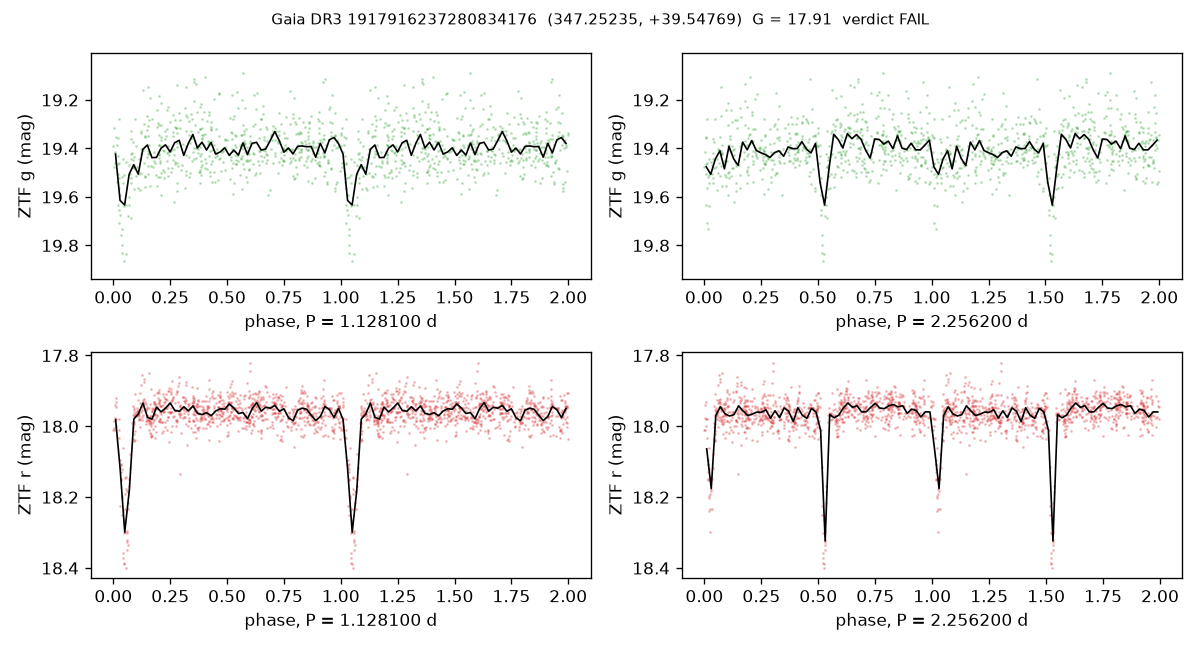 Gaia DR3 1917916237280834176 (347.25235, +39.54769) G = 17.91 verdict FAIL
ZTF g (mag)
19.2
19.4
19.6
19.8
0.00 0.25 0.50 0.75 1.00 1.25 1.50 1.75 2.00
phase, P = 1.128100 d
ZTF g (mag)
19.2
19.4
19.6
19.8
0.00 0.25 0.50 0.75 1.00 1.25 1.50 1.75 2.00
phase, P = 2.256200 d
ZTF r (mag)
17.8
18.0
18.2
18.4
0.00 0.25 0.50 0.75 1.00 1.25 1.50 1.75 2.00
phase, P = 1.128100 d
ZTF r (mag)
17.8
18.0
18.2
18.4
0.00 0.25 0.50 0.75 1.00 1.25 1.50 1.75 2.00
phase, P = 2.256200 d